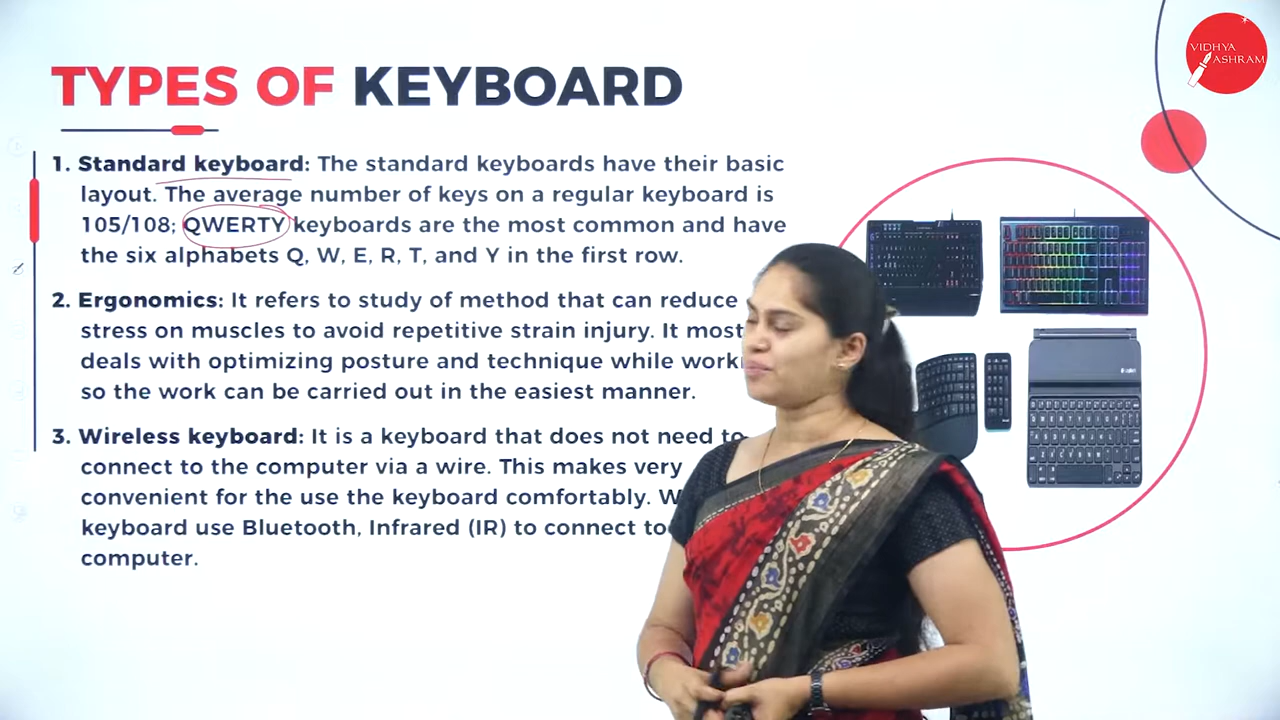 VIDHYA
ASHRAM
TYPES OF KEYBOARD
1. Standard keyboard: The standard keyboards have their basic
layout. The average number of keys on a regular keyboard is
105/108; QWERTY keyboards are the most common and have
the six alphabets Q, W, E, R, T, and Y in the first row.
2. Ergonomics: It refers to study of method that can reduce
stress on muscles to avoid repetitive strain injury. It most
deals with optimizing posture and technique while worki
so the work can be carried out in the easiest manner.
3. Wireless keyboard: It is a keyboard that does not need to
connect to the computer via a wire. This makes very
convenient for the use the keyboard comfortably. W
keyboard use Bluetooth, Infrared (IR) to connect to
computer.